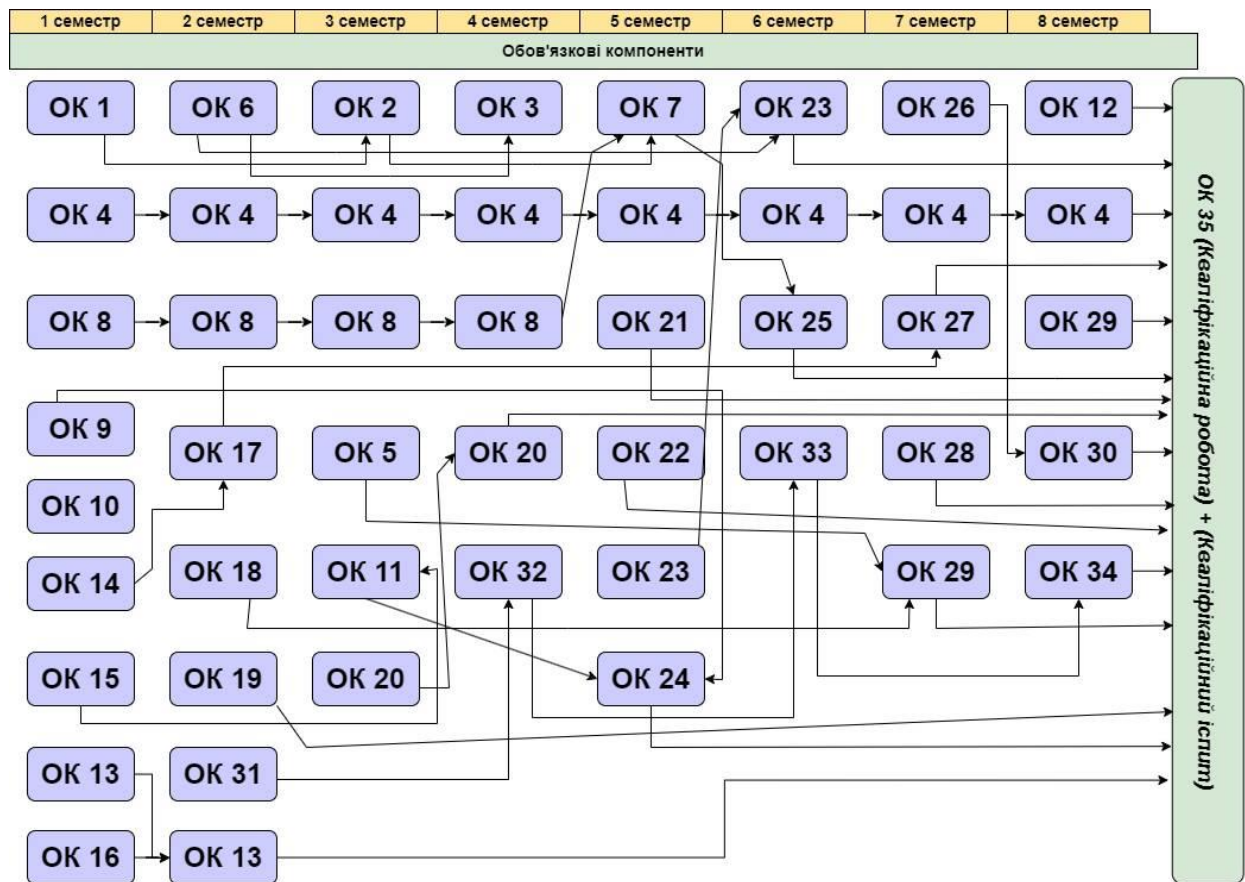 1 семестр 2 семестр 3 семестр 4 семестр 5 семестр 6 семестр 7 семестр 8 семестр
Обов'язкові компоненти
ОК 1 ОК 6 ОК 2 ОК 3 ОК 7 ОК 23 ОК 26 ОК 12
ОК 4 ОК 4 ОК 4 ОК 4 ОК 4 ОК 4 ОК 4 ОК 4
ОК 8 ОК 8 ОК 8 ОК 8 ОК 21 ОК 25 ОК 27 ОК 29
ОК 9
ОК 17 ОК 5 ОК 20 ОК 22 ОК 33 ОК 28 ОК 30
ОК 10
ОК 14 ОК 18 ОК 11 ОК 32 ОК 23 ОК 29 ОК 34
ОК 15 ОК 19 ОК 20 ОК 24
ОК 13 ОК 31
ОК 16 ОК 13
ОК 35 (Кваліфікаційна робота) + (Кваліфікаційний іспит)